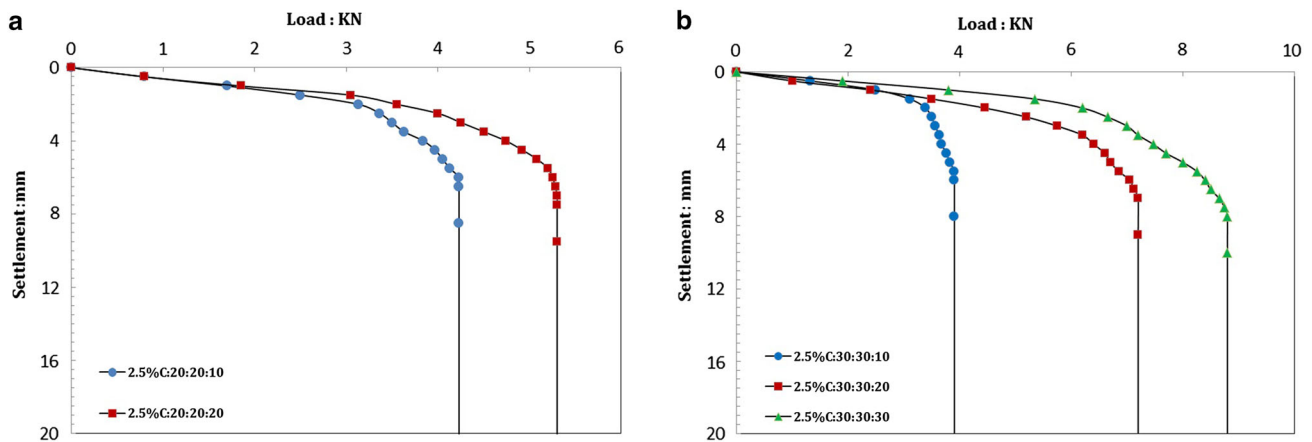 a
Load : KN
0 1 2 3 4 5 6
0
4
8
12
16
20
Settlement:mm
2.5%C:20:20:10
2.5%C:20:20:20
b
Load : KN
0 2 4 6 8 10
0
4
8
12
16
20
Settlement: mm
2.5%C:30:30:10
2.5%C:30:30:20
2.5%C:30:30:30